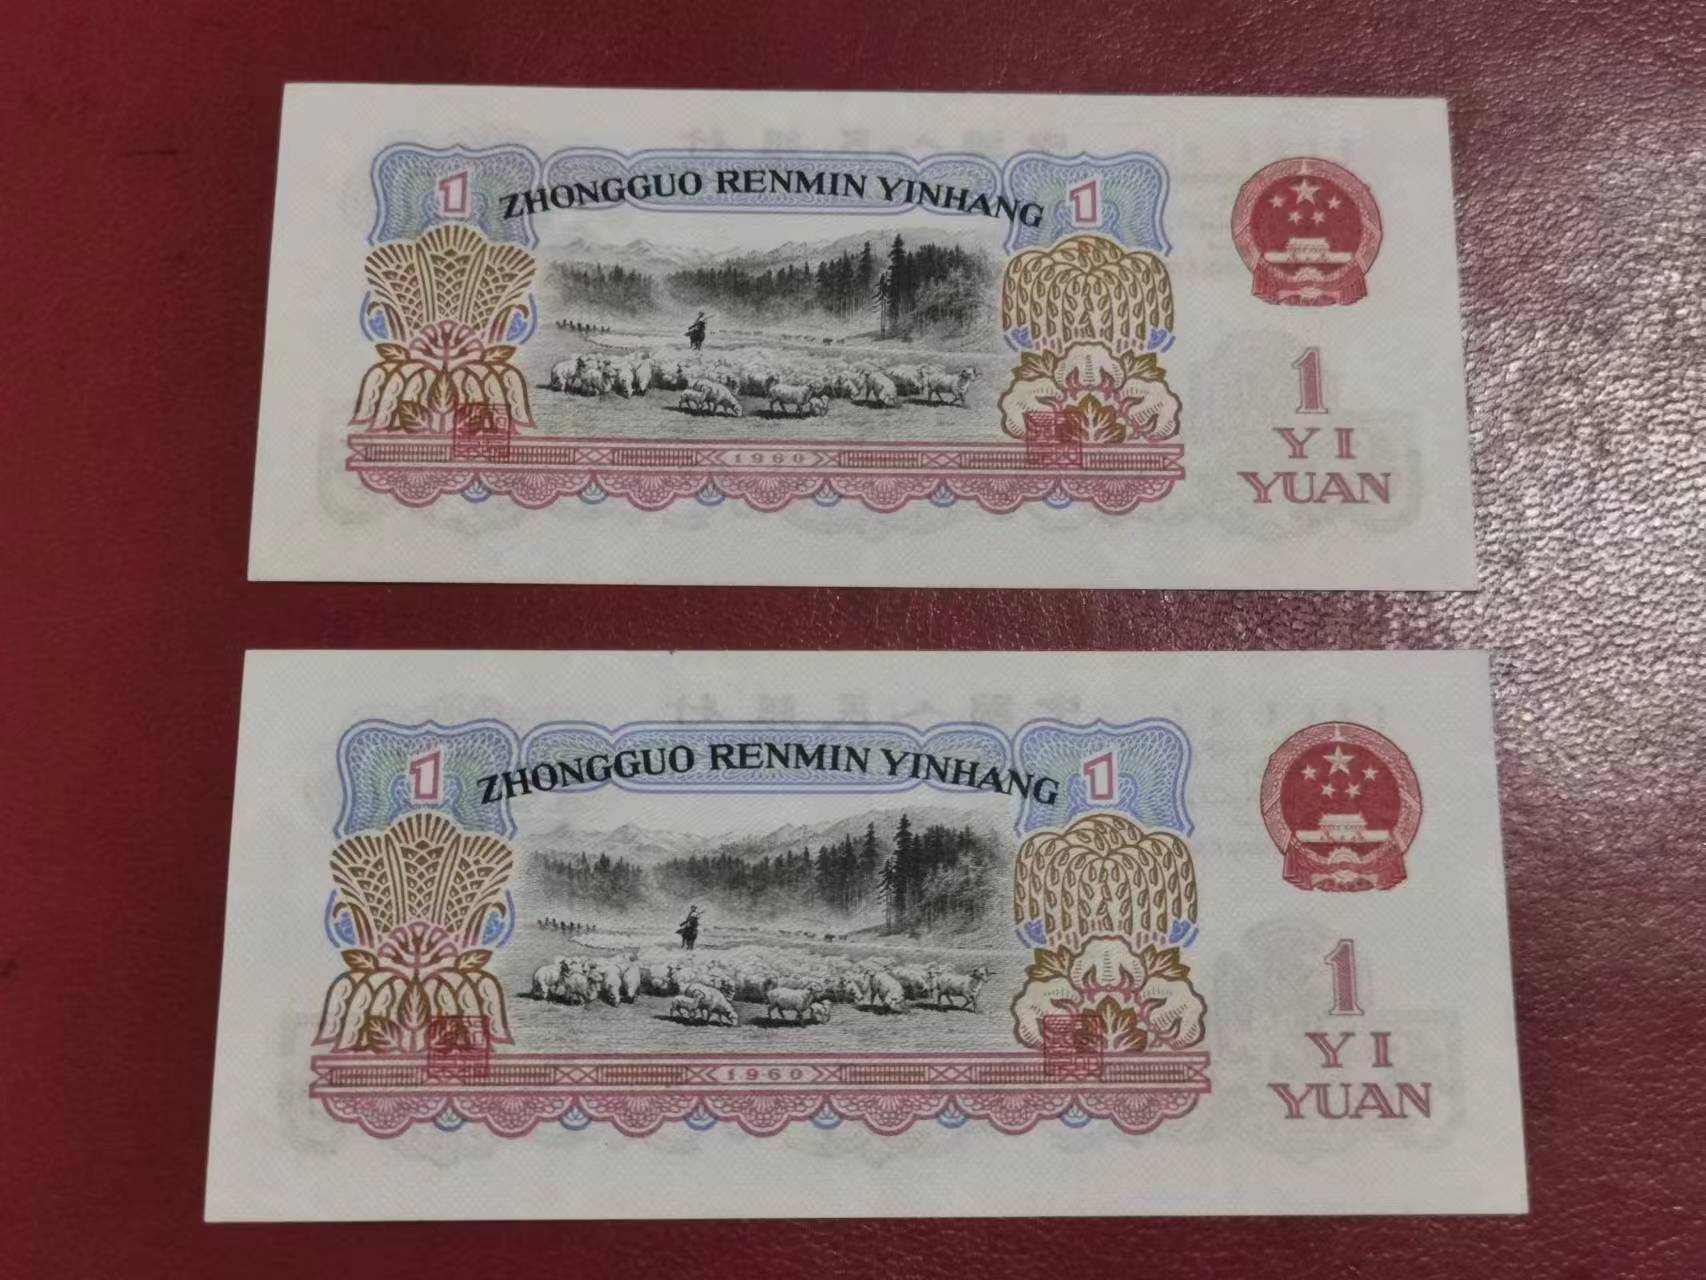 1 ZHONGGUO RENMIN YINHANG 1
1
YI
YUAN
1960
1 ZHONGGUO RENMIN YINHANG 1
1
YI
YUAN
1960